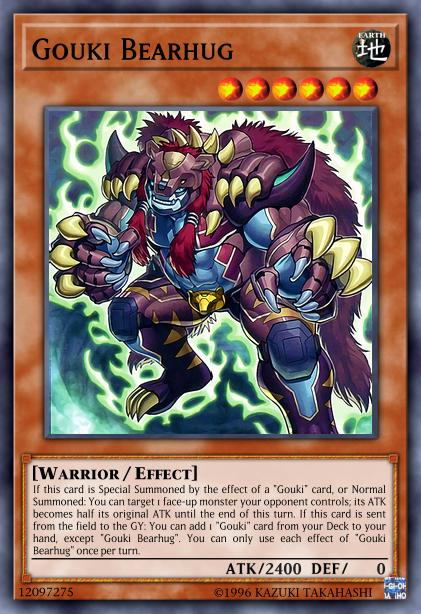 Gouki Bearhug
EARTH
地
[Warrior / Effect]
If this card is Special Summoned by the effect of a "Gouki" card, or Normal
Summoned: You can target 1 face-up monster your opponent controls; its ATK
becomes half its original ATK until the end of this turn. If this card is sent
from the field to the GY: You can add 1 "Gouki" card from your Deck to your
hand, except "Gouki Bearhug". You can only use each effect of "Gouki
Bearhug" once per turn.
ATK/2400 DEF/ 0
12097275
©1996 KAZUKI TAKAHASHI